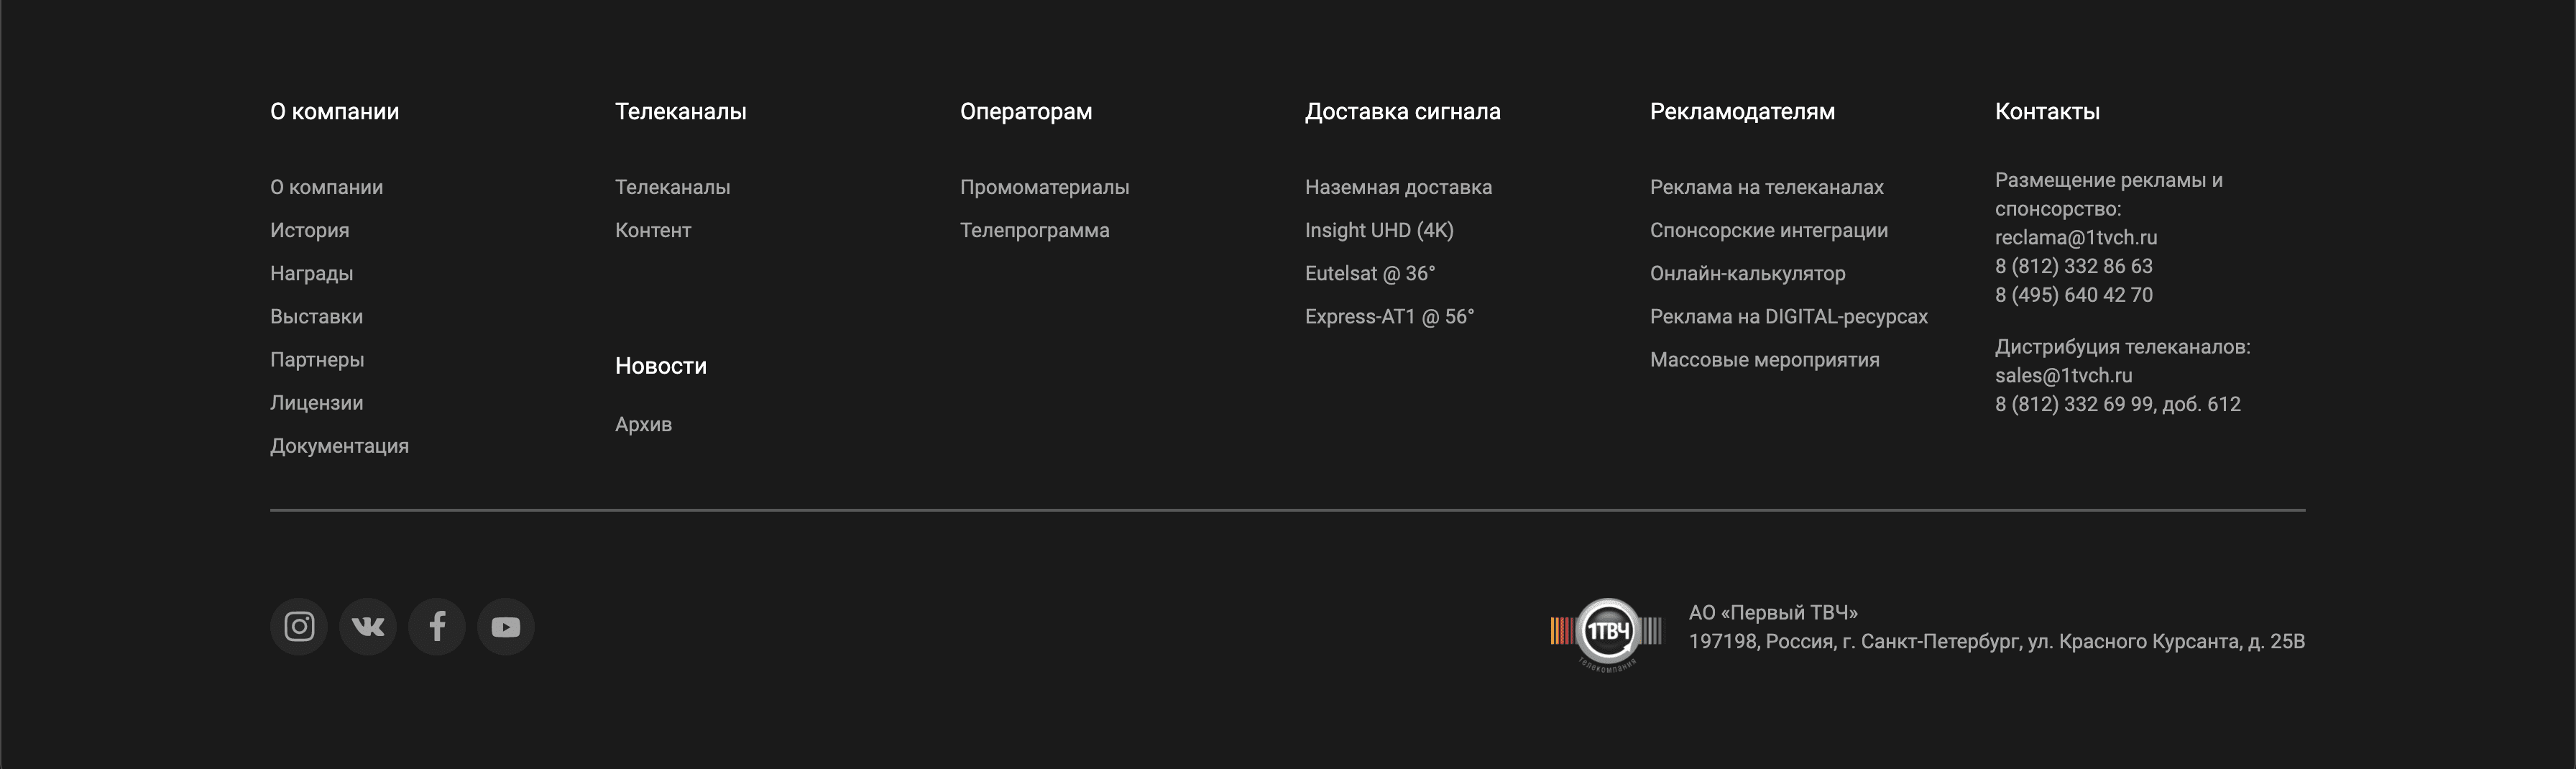 О компании
О компании
История
Награды
Выставки
Партнеры
Лицензии
Документация
Телеканалы
Телеканалы
Контент
Новости
Архив
Операторам
Промоматериалы
Телепрограмма
Доставка сигнала
Наземная доставка
Insight UHD (4K)
Eutelsat @ 36°
Express-AT1 @ 56°
Рекламодателям
Реклама на телеканалах
Спонсорские интеграции
Онлайн-калькулятор
Реклама на DIGITAL-ресурсах
Массовые мероприятия
Контакты
Размещение рекламы и
спонсорство:
reclama@1tvch.ru
8 (812) 332 86 63
8 (495) 640 42 70
Дистрибуция телеканалов:
sales@1tvch.ru
8 (812) 332 69 99, доб. 612
1ТВЧ
телекомпания
АО «Первый ТВЧ»
197198, Россия, г. Санкт-Петербург, ул. Красного Курсанта, д. 25В